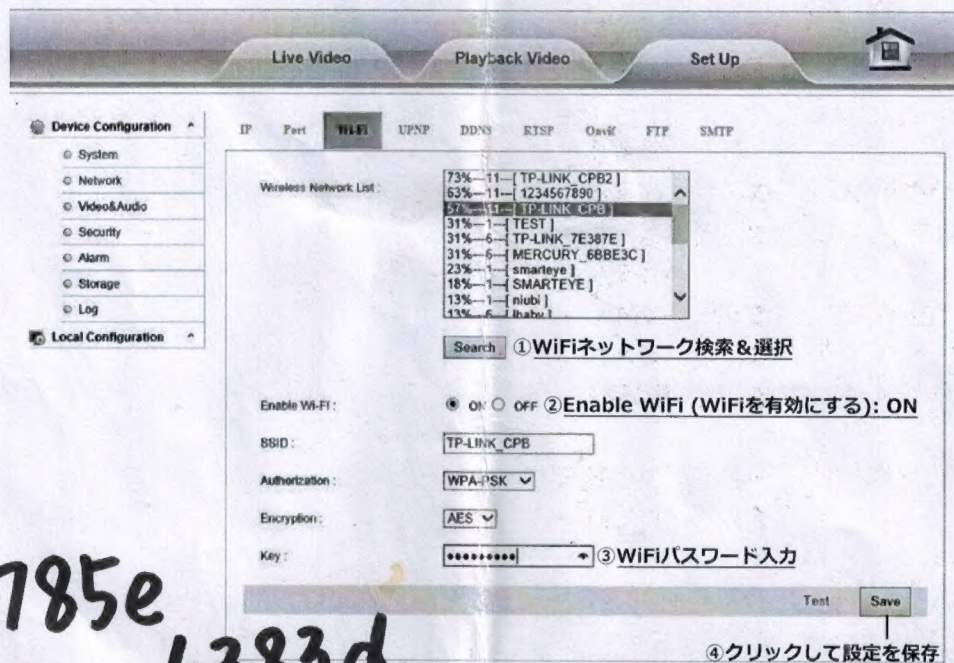 Live Video
Playback Video
Set Up
Device Configuration
System
Network
Video&Audio
Security
Alarm
Storage
Log
Local Configuration
IP Port Wi-Fi UPNP DDNS RTSP Onvif FTP SMTP
Wireless Network List :
73%---11---[ TP-LINK_CPB2 ]
63%---11---[ 1234567890 ]
57%---11---[ TP-LINK_CPB ]
31%---1---[ TEST ]
31%---6---[ TP-LINK_7E387E ]
31%---6---[ MERCURY_6BBE3C ]
23%---1---[ smarteye ]
18%---1---[ SMARTEYE ]
13%---1---[ niubi ]
13%---6---[ lbaby ]
Search ①WiFiネットワーク検索&選択
Enable Wi-Fi : ON OFF ②Enable WiFi (WiFiを有効にする): ON
SSID : TP-LINK_CPB
Authorization : WPA-PSK
Encryption : AES
Key : ●●●●●●●●● ③WiFiパスワード入力
Test Save
④クリックして設定を保存
785e